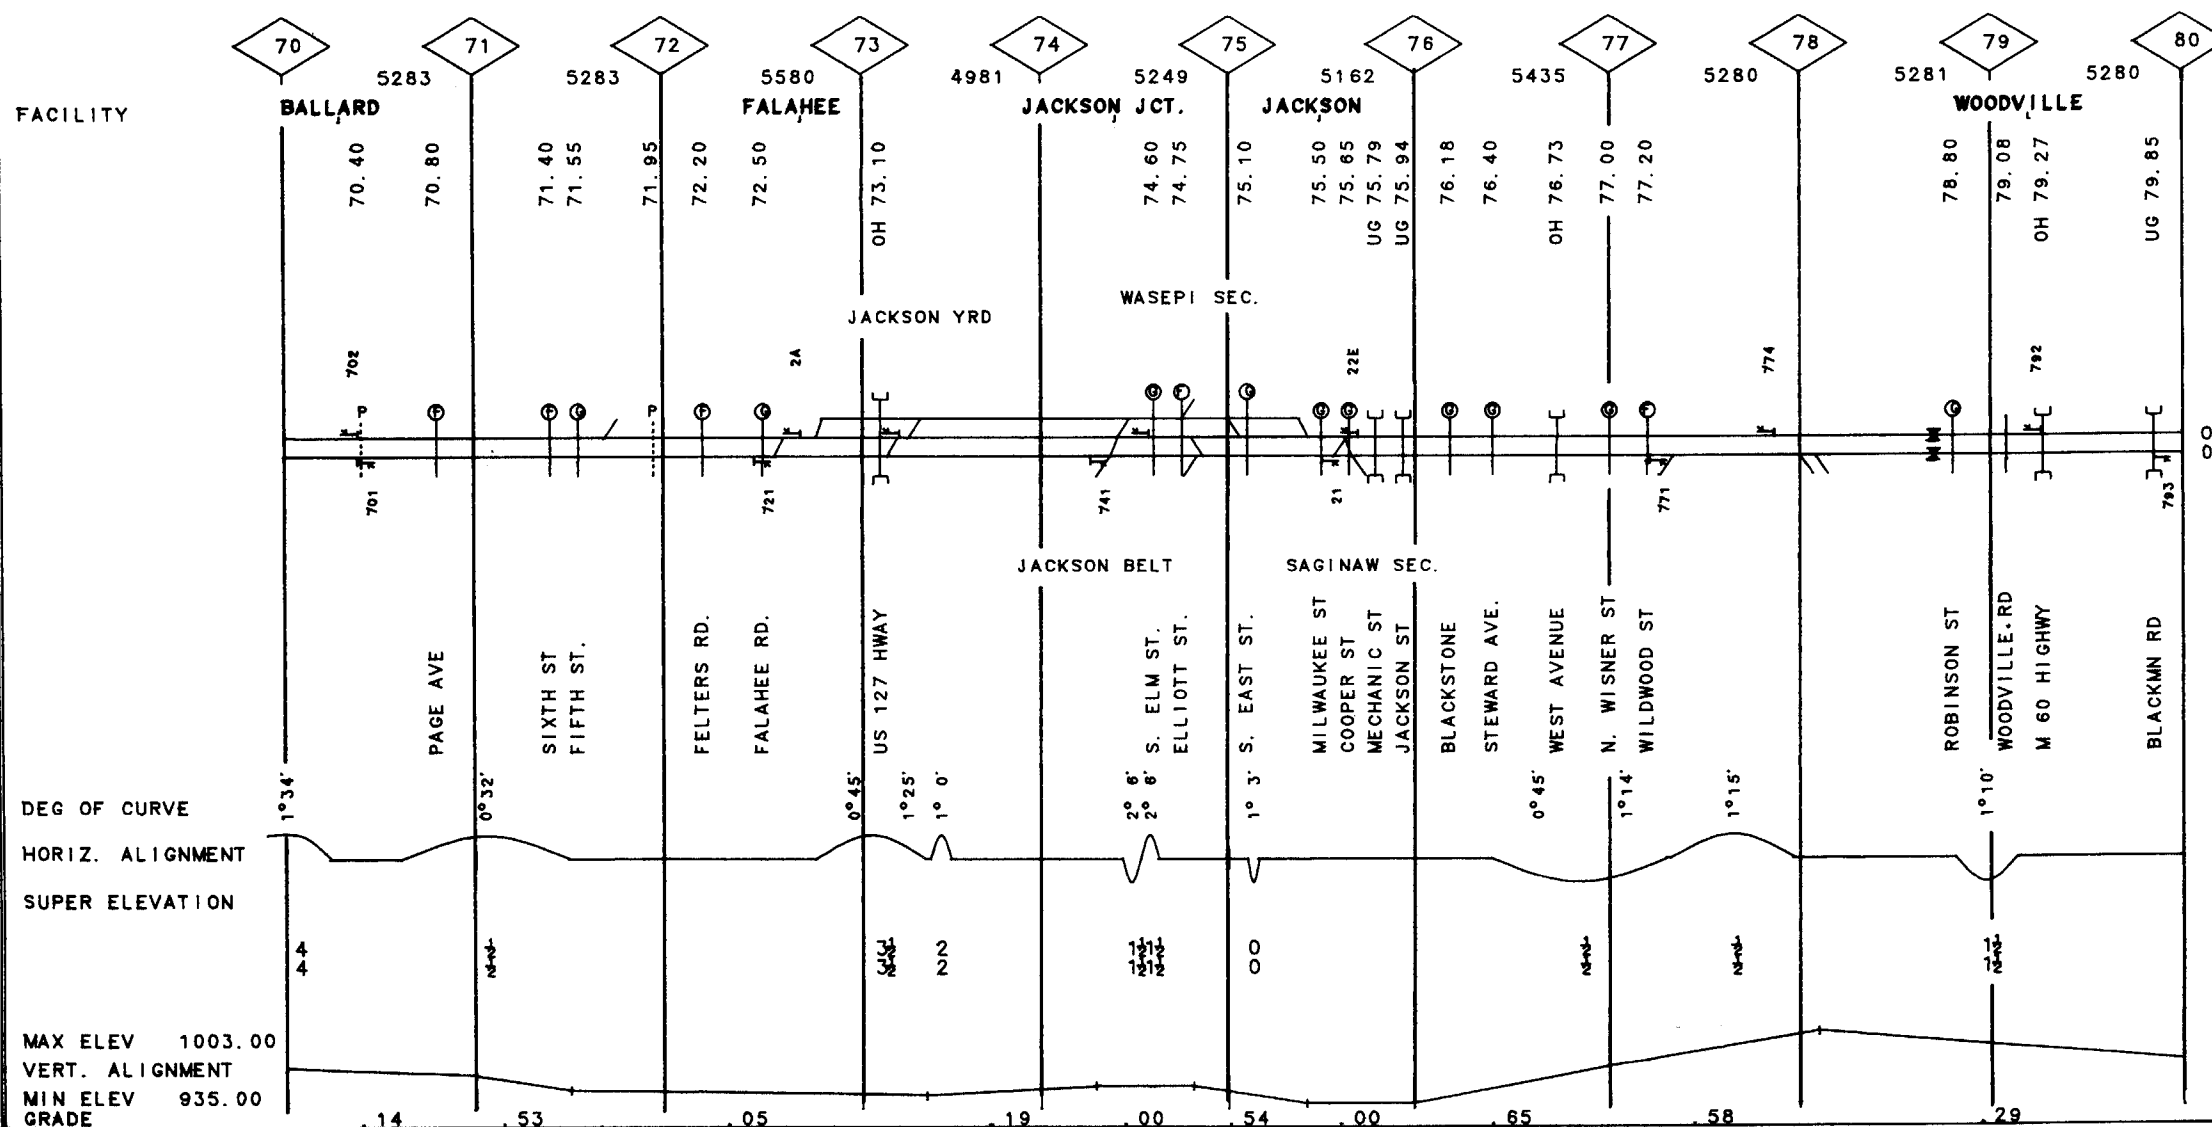 70 71 72 73 74 75 76 77 78 79 80
5283 5283 5580 4981 5249 5162 5435 5280 5281 5280
FACILITY BALLARD FALAHEE JACKSON JCT. JACKSON WOODVILLE
70.40 70.80 71.40 71.55 71.95 72.20 72.50 OH 73.10 74.60 74.75 75.10 75.50 75.65 UG 75.79 UG 75.94 76.18 76.40 OH 76.73 77.00 77.20 78.80 79.08 OH 79.27 UG 79.85
WASEPI SEC.
JACKSON YRD
702 2A 22E 774 792
P F F G P F G G F G G G G G G F G
0
0
701 721 741 21 771 793
JACKSON BELT SAGINAW SEC.
PAGE AVE SIXTH ST FIFTH ST. FELTERS RD. FALAHEE RD. US 127 HWAY S. ELM ST. ELLIOTT ST. S. EAST ST. MILWAUKEE ST COOPER ST MECHANIC ST JACKSON ST BLACKSTONE STEWARD AVE. WEST AVENUE N. WISNER ST WILDWOOD ST ROBINSON ST WOODVILLE.RD M 60 HIGHWY BLACKMN RD
DEG OF CURVE 1°34' 0°32' 0°45' 1°25' 1° 0' 2° 6' 2° 6' 1° 3' 0°45' 1°14' 1°15' 1°10'
HORIZ. ALIGNMENT
SUPER ELEVATION
4 2 0
4 2 0
MAX ELEV 1003.00
VERT. ALIGNMENT
MIN ELEV 935.00
GRADE .14 .53 .05 .19 .00 .54 .00 .65 .58 .29